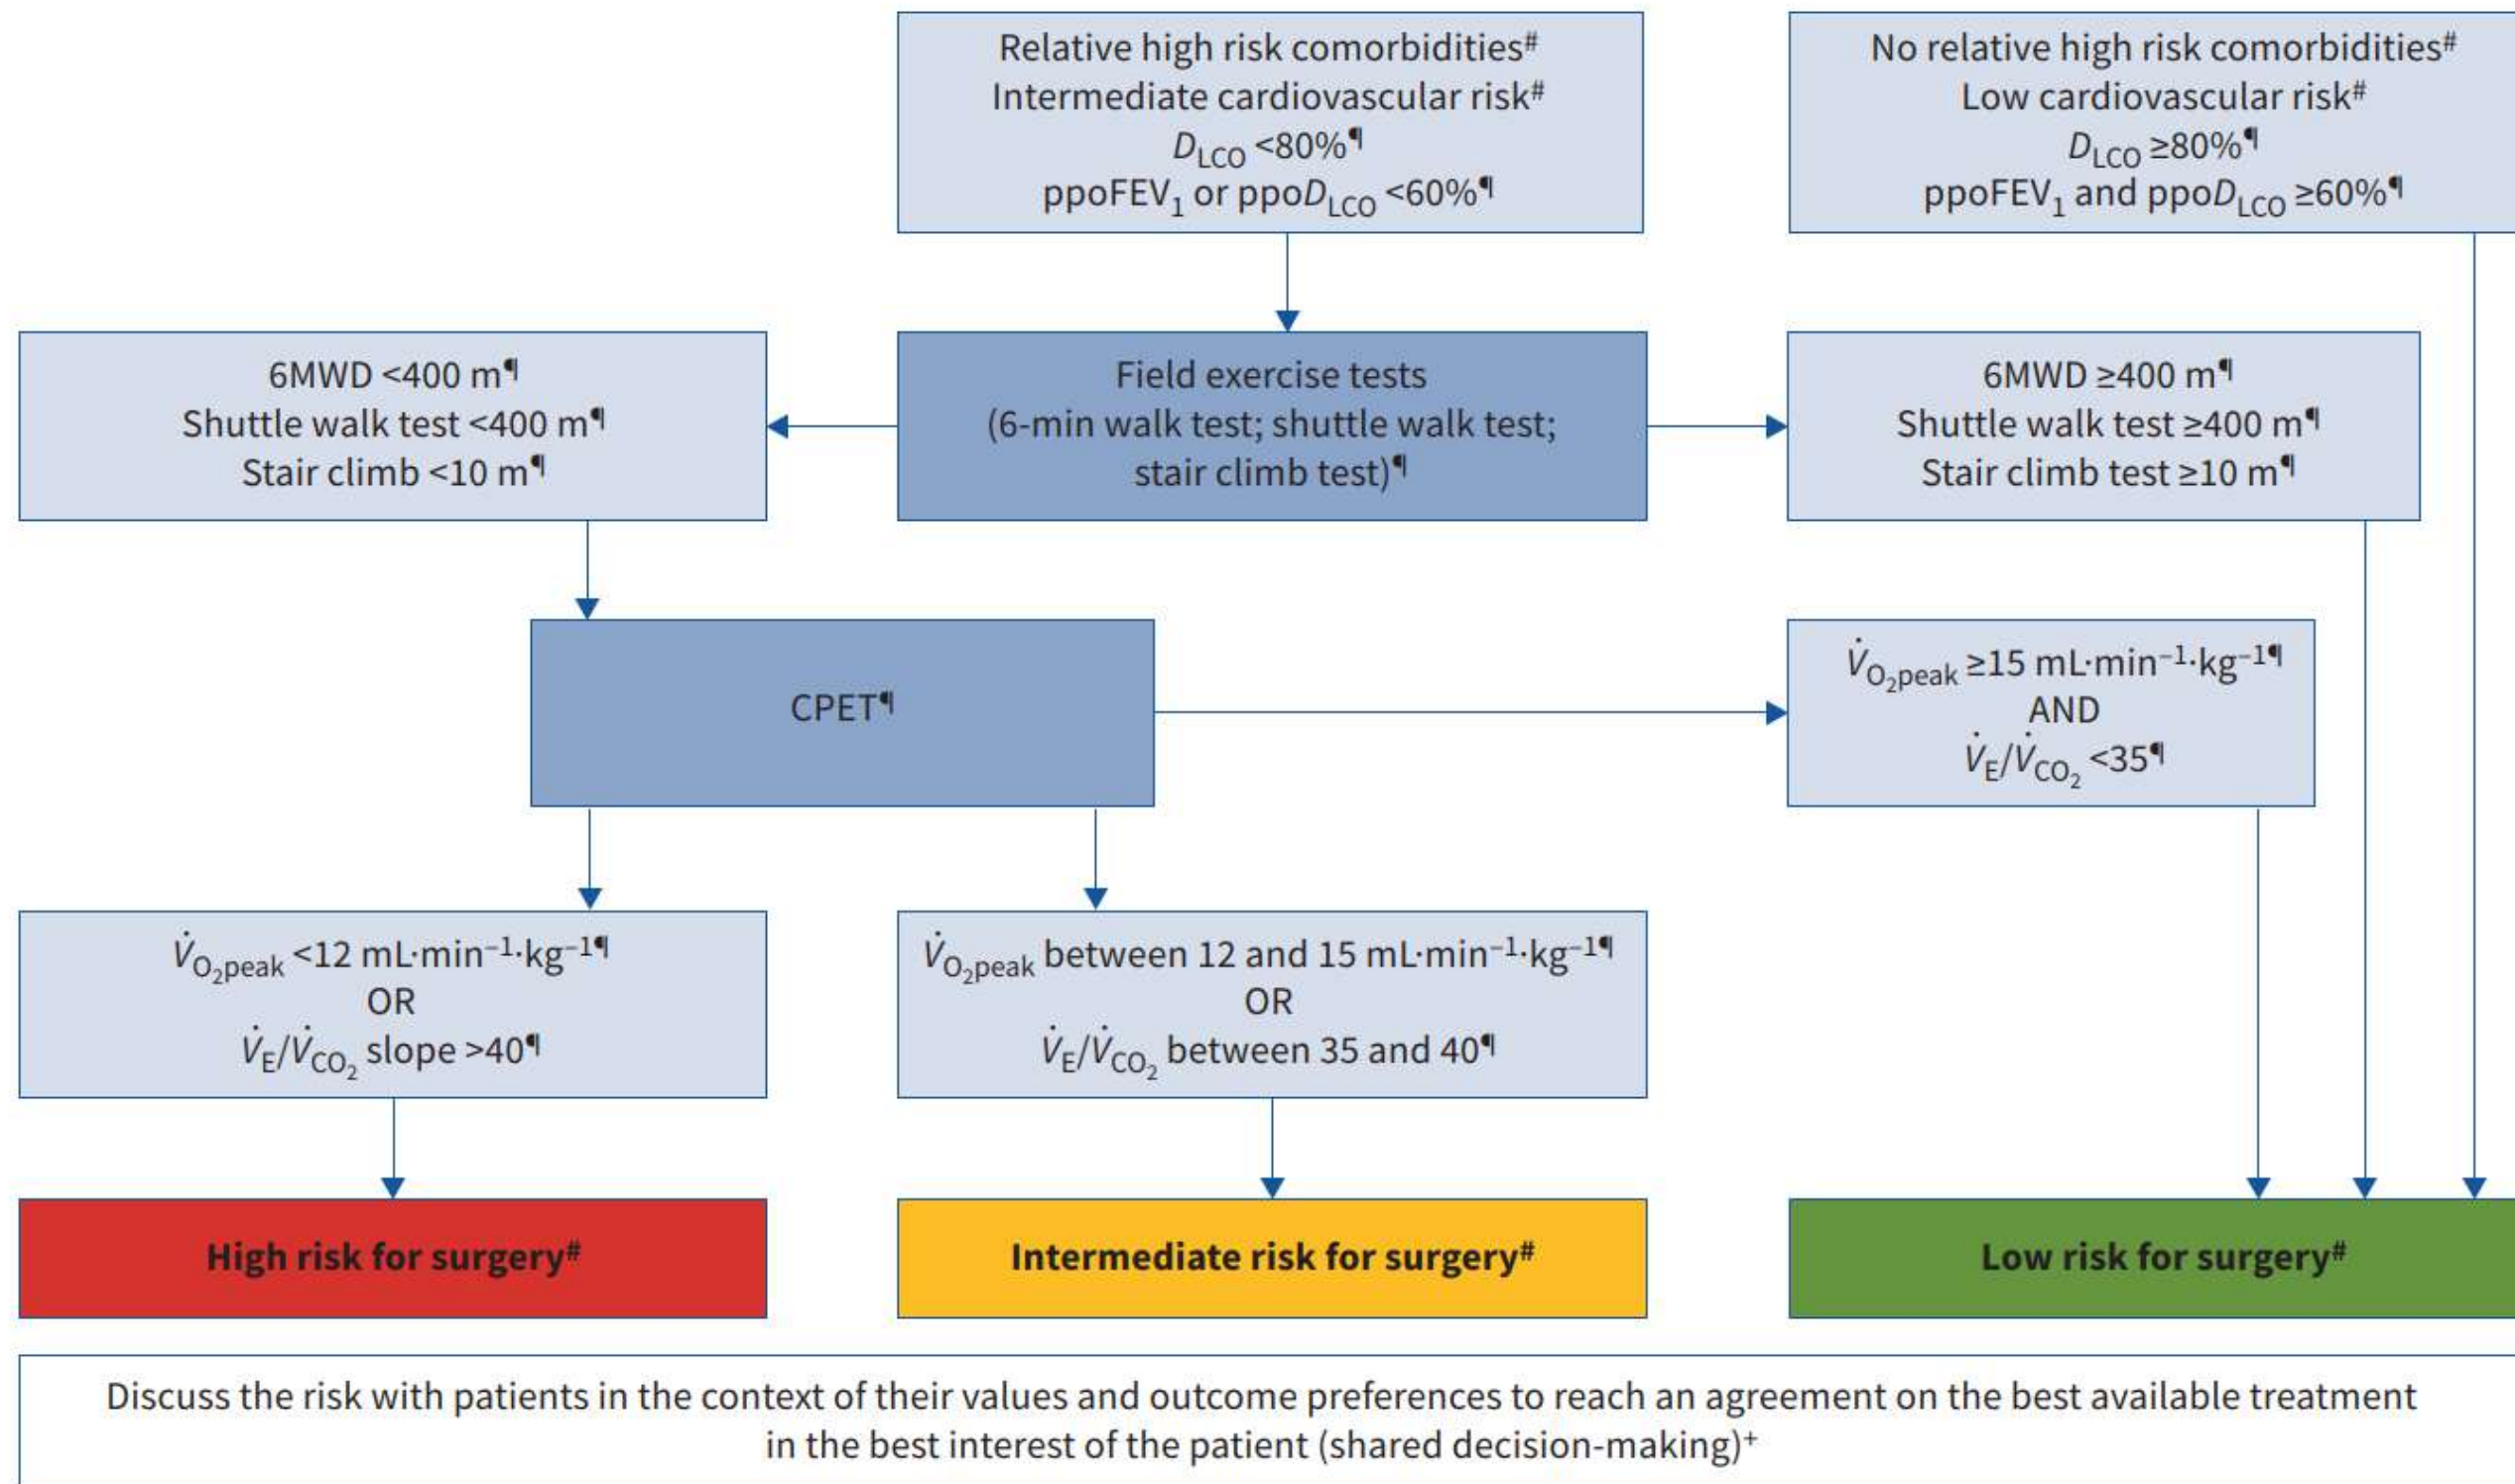 Relative high risk comorbidities#
Intermediate cardiovascular risk#
DLCO <80%¶
ppoFEV1 or ppoDLCO <60%¶
No relative high risk comorbidities#
Low cardiovascular risk#
DLCO ≥80%¶
ppoFEV1 and ppoDLCO ≥60%¶
6MWD <400 m¶
Shuttle walk test <400 m¶
Stair climb <10 m¶
Field exercise tests
(6-min walk test; shuttle walk test;
stair climb test)¶
6MWD ≥400 m¶
Shuttle walk test ≥400 m¶
Stair climb test ≥10 m¶
CPET¶
V̇O2peak ≥15 mL·min−1·kg−1¶
AND
V̇E/V̇CO2 <35¶
V̇O2peak <12 mL·min−1·kg−1¶
OR
V̇E/V̇CO2 slope >40¶
V̇O2peak between 12 and 15 mL·min−1·kg−1¶
OR
V̇E/V̇CO2 between 35 and 40¶
High risk for surgery#
Intermediate risk for surgery#
Low risk for surgery#
Discuss the risk with patients in the context of their values and outcome preferences to reach an agreement on the best available treatment
in the best interest of the patient (shared decision-making)+